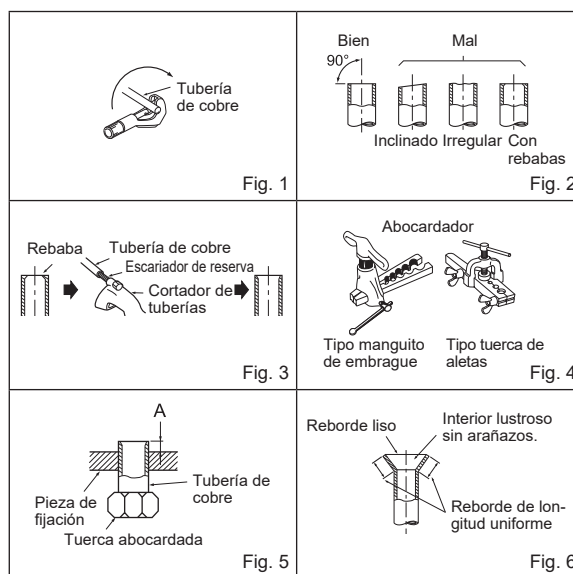 Tubería
de cobre
Fig. 1
Bien
Mal
90°
Inclinado
Irregular
Con
rebabas
Fig. 2
Rebaba
Tubería de cobre
Escariador de reserva
Cortador de
tuberías
Fig. 3
Abocardador
Tipo manguito
de embrague
Tipo tuerca de
aletas
Fig. 4
A
Tubería de
cobre
Pieza de
fijación
Tuerca abocardada
Fig. 5
Reborde liso
Interior lustroso
sin arañazos.
Reborde de lon-
gitud uniforme
Fig. 6